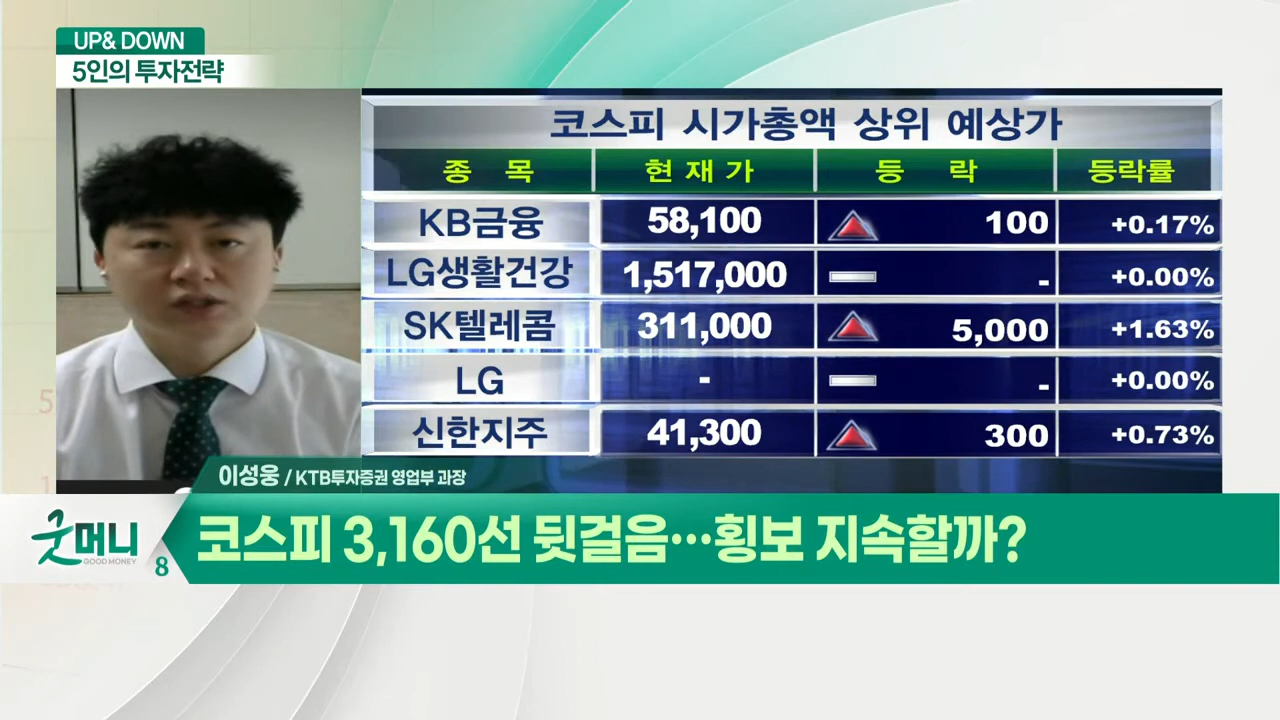 UP& DOWN
5인의 투자전략
코스피 시가총액 상위 예상가
종 목 현 재 가 등 락 등락률
KB금융 58,100 ▲ 100 +0.17%
LG생활건강 1,517,000 - +0.00%
SK텔레콤 311,000 ▲ 5,000 +1.63%
LG - - +0.00%
신한지주 41,300 ▲ 300 +0.73%
이성웅 / KTB투자증권 영업부 과장
굿머니
GOOD MONEY
8
코스피 3,160선 뒷걸음…횡보 지속할까?
5
1